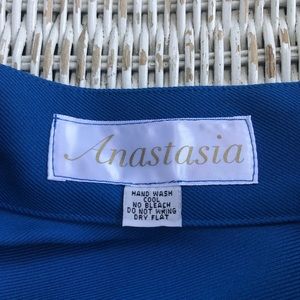 Anastasia
HAND WASH
COOL
NO BLEACH
DO NOT WRING
DRY FLAT